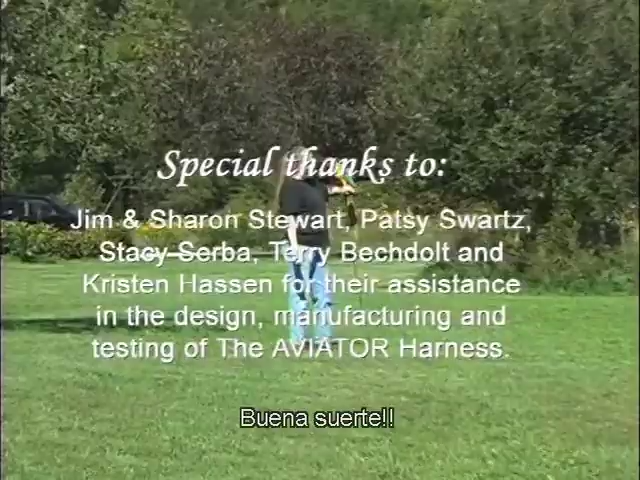 Special thanks to:
Jim & Sharon Stewart, Patsy Swartz,
Stacy Serba, Terry Bechdolt and
Kristen Hassen for their assistance
in the design, manufacturing and
testing of The AVIATOR Harness.
Buena suerte!!